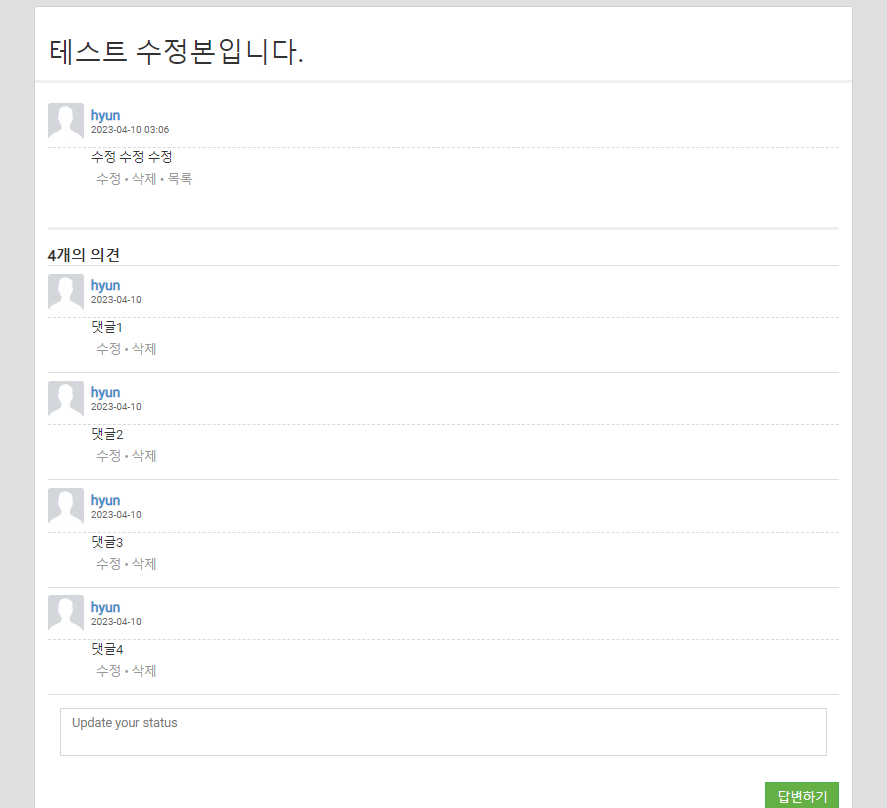 테스트 수정본입니다.
hyun
2023-04-10 03:06
수정 수정 수정
수정 • 삭제 • 목록
4개의 의견
hyun
2023-04-10
댓글1
수정 • 삭제
hyun
2023-04-10
댓글2
수정 • 삭제
hyun
2023-04-10
댓글3
수정 • 삭제
hyun
2023-04-10
댓글4
수정 • 삭제
Update your status
답변하기